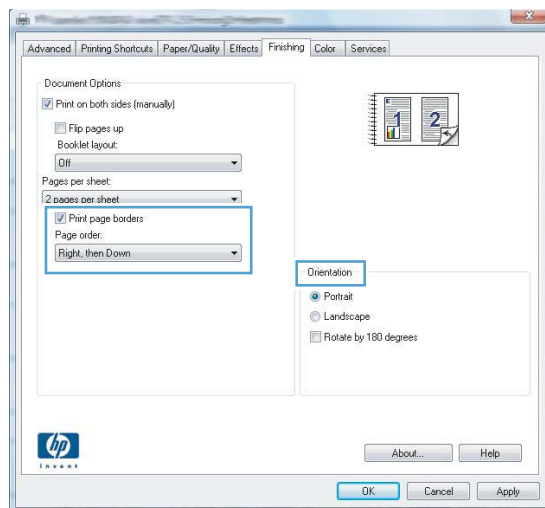 Advanced Printing Shortcuts Paper/Quality Effects Finishing Color Services
Document Options
Print on both sides (manually)
Flip pages up
Booklet layout:
Off
Pages per sheet:
2 pages per sheet
Print page borders
Page order:
Right, then Down
1 2
Orientation
Portrait
Landscape
Rotate by 180 degrees
hp
invent
About... Help
OK Cancel Apply